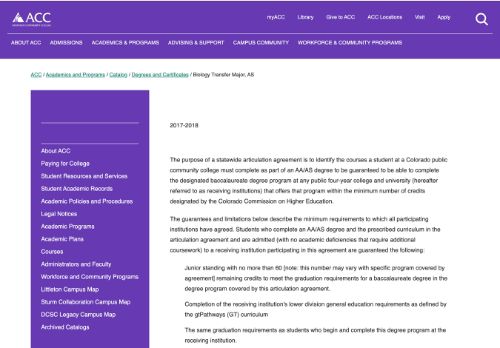 ACC
myACC Library Give to ACC ACC Locations Visit Apply
ABOUT ACC ADMISSIONS ACADEMICS & PROGRAMS ADVISING & SUPPORT CAMPUS COMMUNITY WORKFORCE & COMMUNITY PROGRAMS
ACC / Academics and Programs / Catalog / Degrees and Certificates / Biology Transfer Major, AS
About ACC
Paying for College
Student Resources and Services
Student Academic Records
Academic Policies and Procedures
Legal Notices
Academic Programs
Academic Plans
Courses
Administrators and Faculty
Workforce and Community Programs
Littleton Campus Map
Sturm Collaboration Campus Map
DCSC Legacy Campus Map
Archived Catalogs
2017-2018
The purpose of a statewide articulation agreement is to identify the courses a student at a Colorado public
community college must complete as part of an AA/AS degree to be guaranteed to be able to complete
the designated baccalaureate degree program at any public four-year college and university (hereafter
referred to as receiving institutions) that offers that program within the minimum number of credits
designated by the Colorado Commission on Higher Education.
The guarantees and limitations below describe the minimum requirements to which all participating
institutions have agreed. Students who complete an AA/AS degree and the prescribed curriculum in the
articulation agreement and are admitted (with no academic deficiencies that require additional
coursework) to a receiving institution participating in this agreement are guaranteed the following:
Junior standing with no more than 60 [note: this number may vary with specific program covered by
agreement] remaining credits to meet the graduation requirements for a baccalaureate degree in the
degree program covered by this articulation agreement.
Completion of the receiving institution's lower division general education requirements as defined by
the gtPathways (GT) curriculum
The same graduation requirements as students who begin and complete this degree program at the
receiving institution.